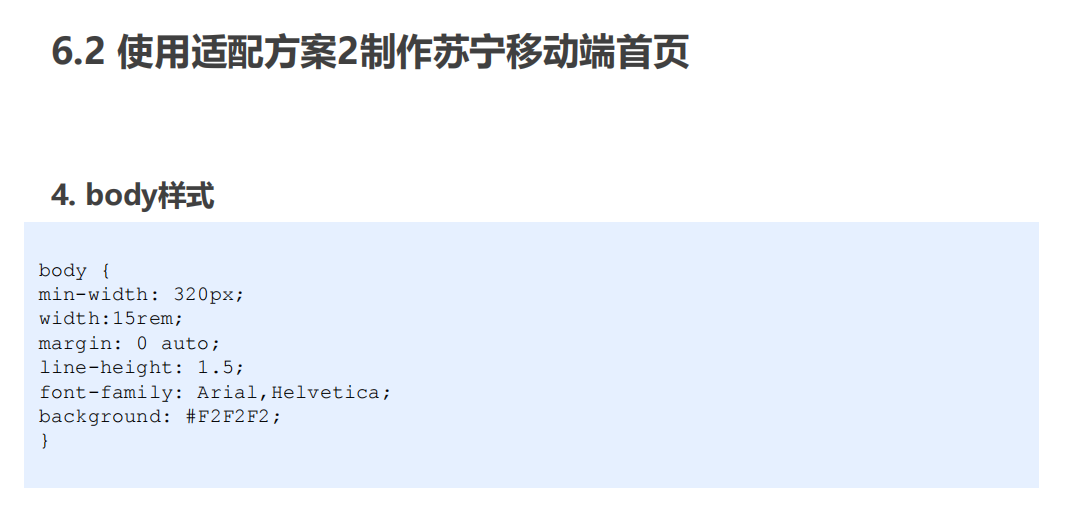 6.2 使用适配方案2制作苏宁移动端首页
4. body样式
body {
min-width: 320px;
width:15rem;
margin: 0 auto;
line-height: 1.5;
font-family: Arial,Helvetica;
background: #F2F2F2;
}